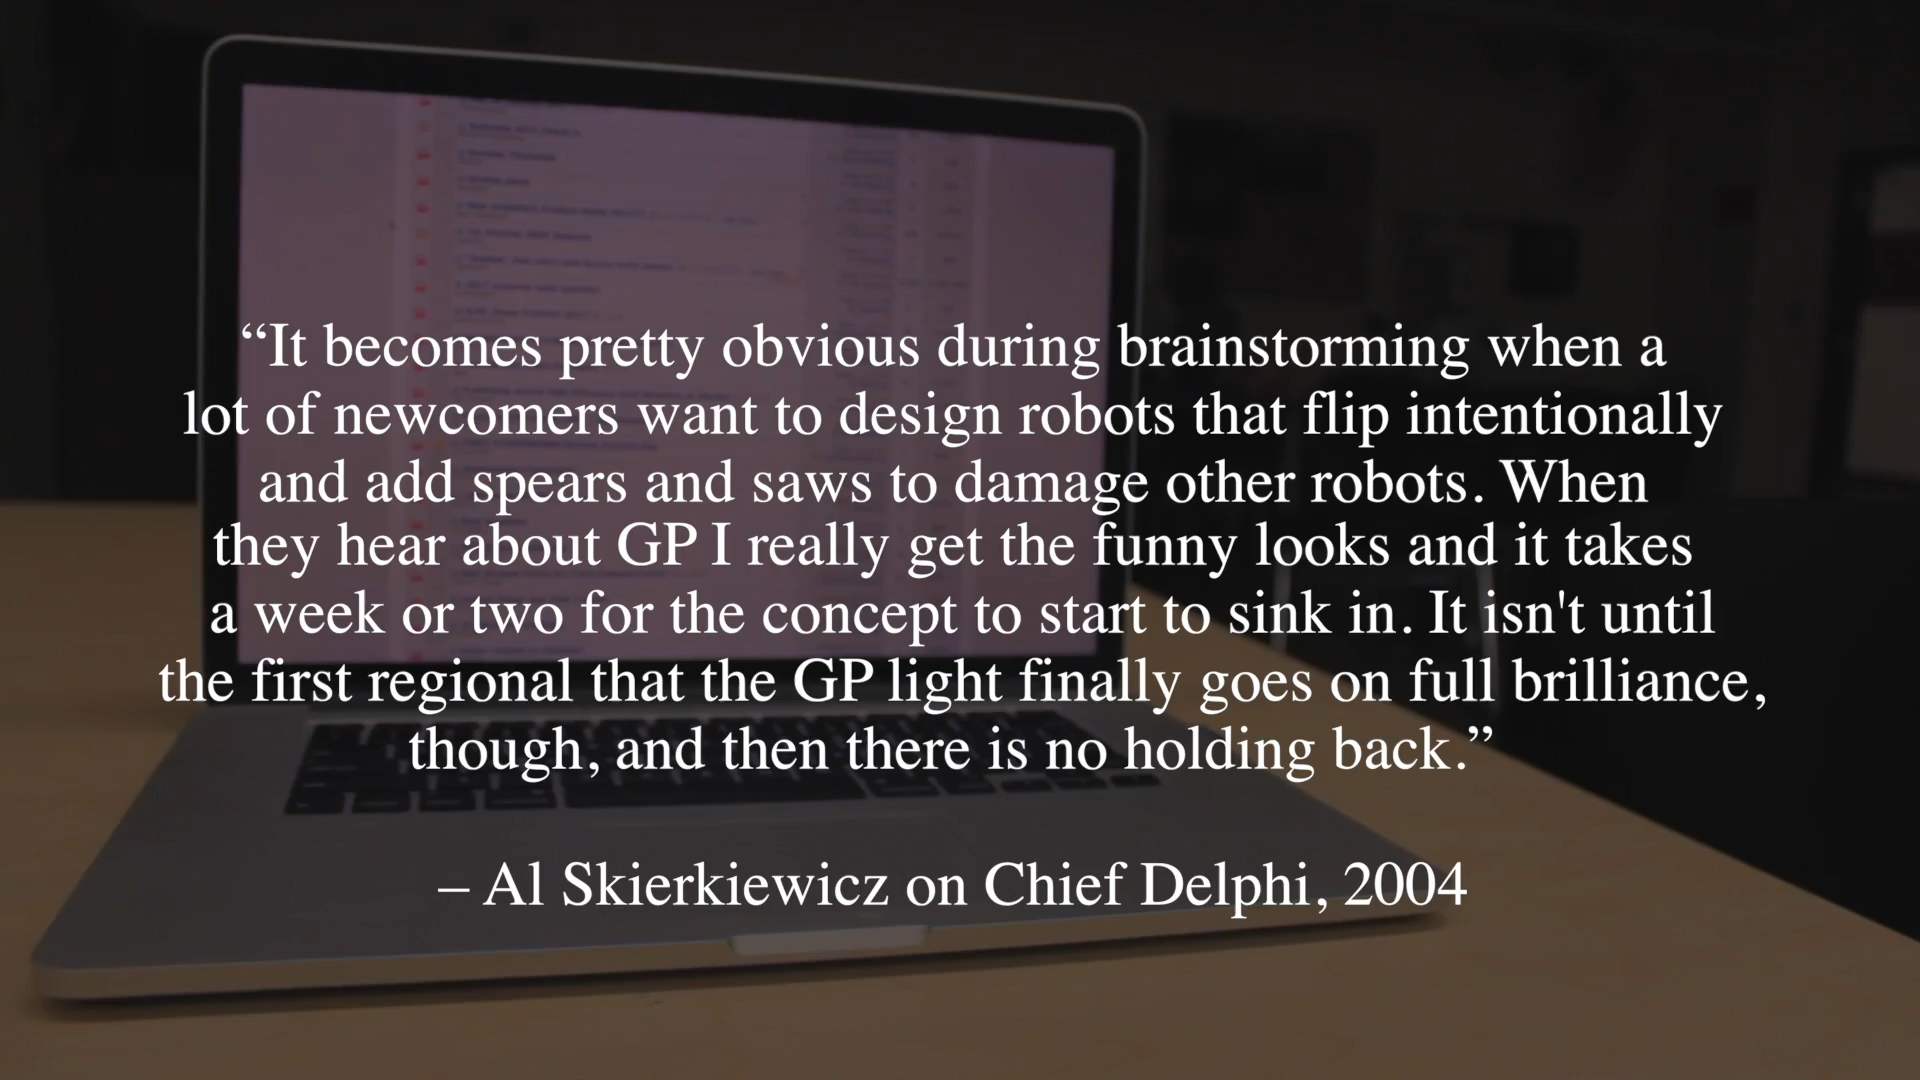 “It becomes pretty obvious during brainstorming when a
lot of newcomers want to design robots that flip intentionally
and add spears and saws to damage other robots. When
they hear about GP I really get the funny looks and it takes
a week or two for the concept to start to sink in. It isn't until
the first regional that the GP light finally goes on full brilliance,
though, and then there is no holding back.”
– Al Skierkiewicz on Chief Delphi, 2004